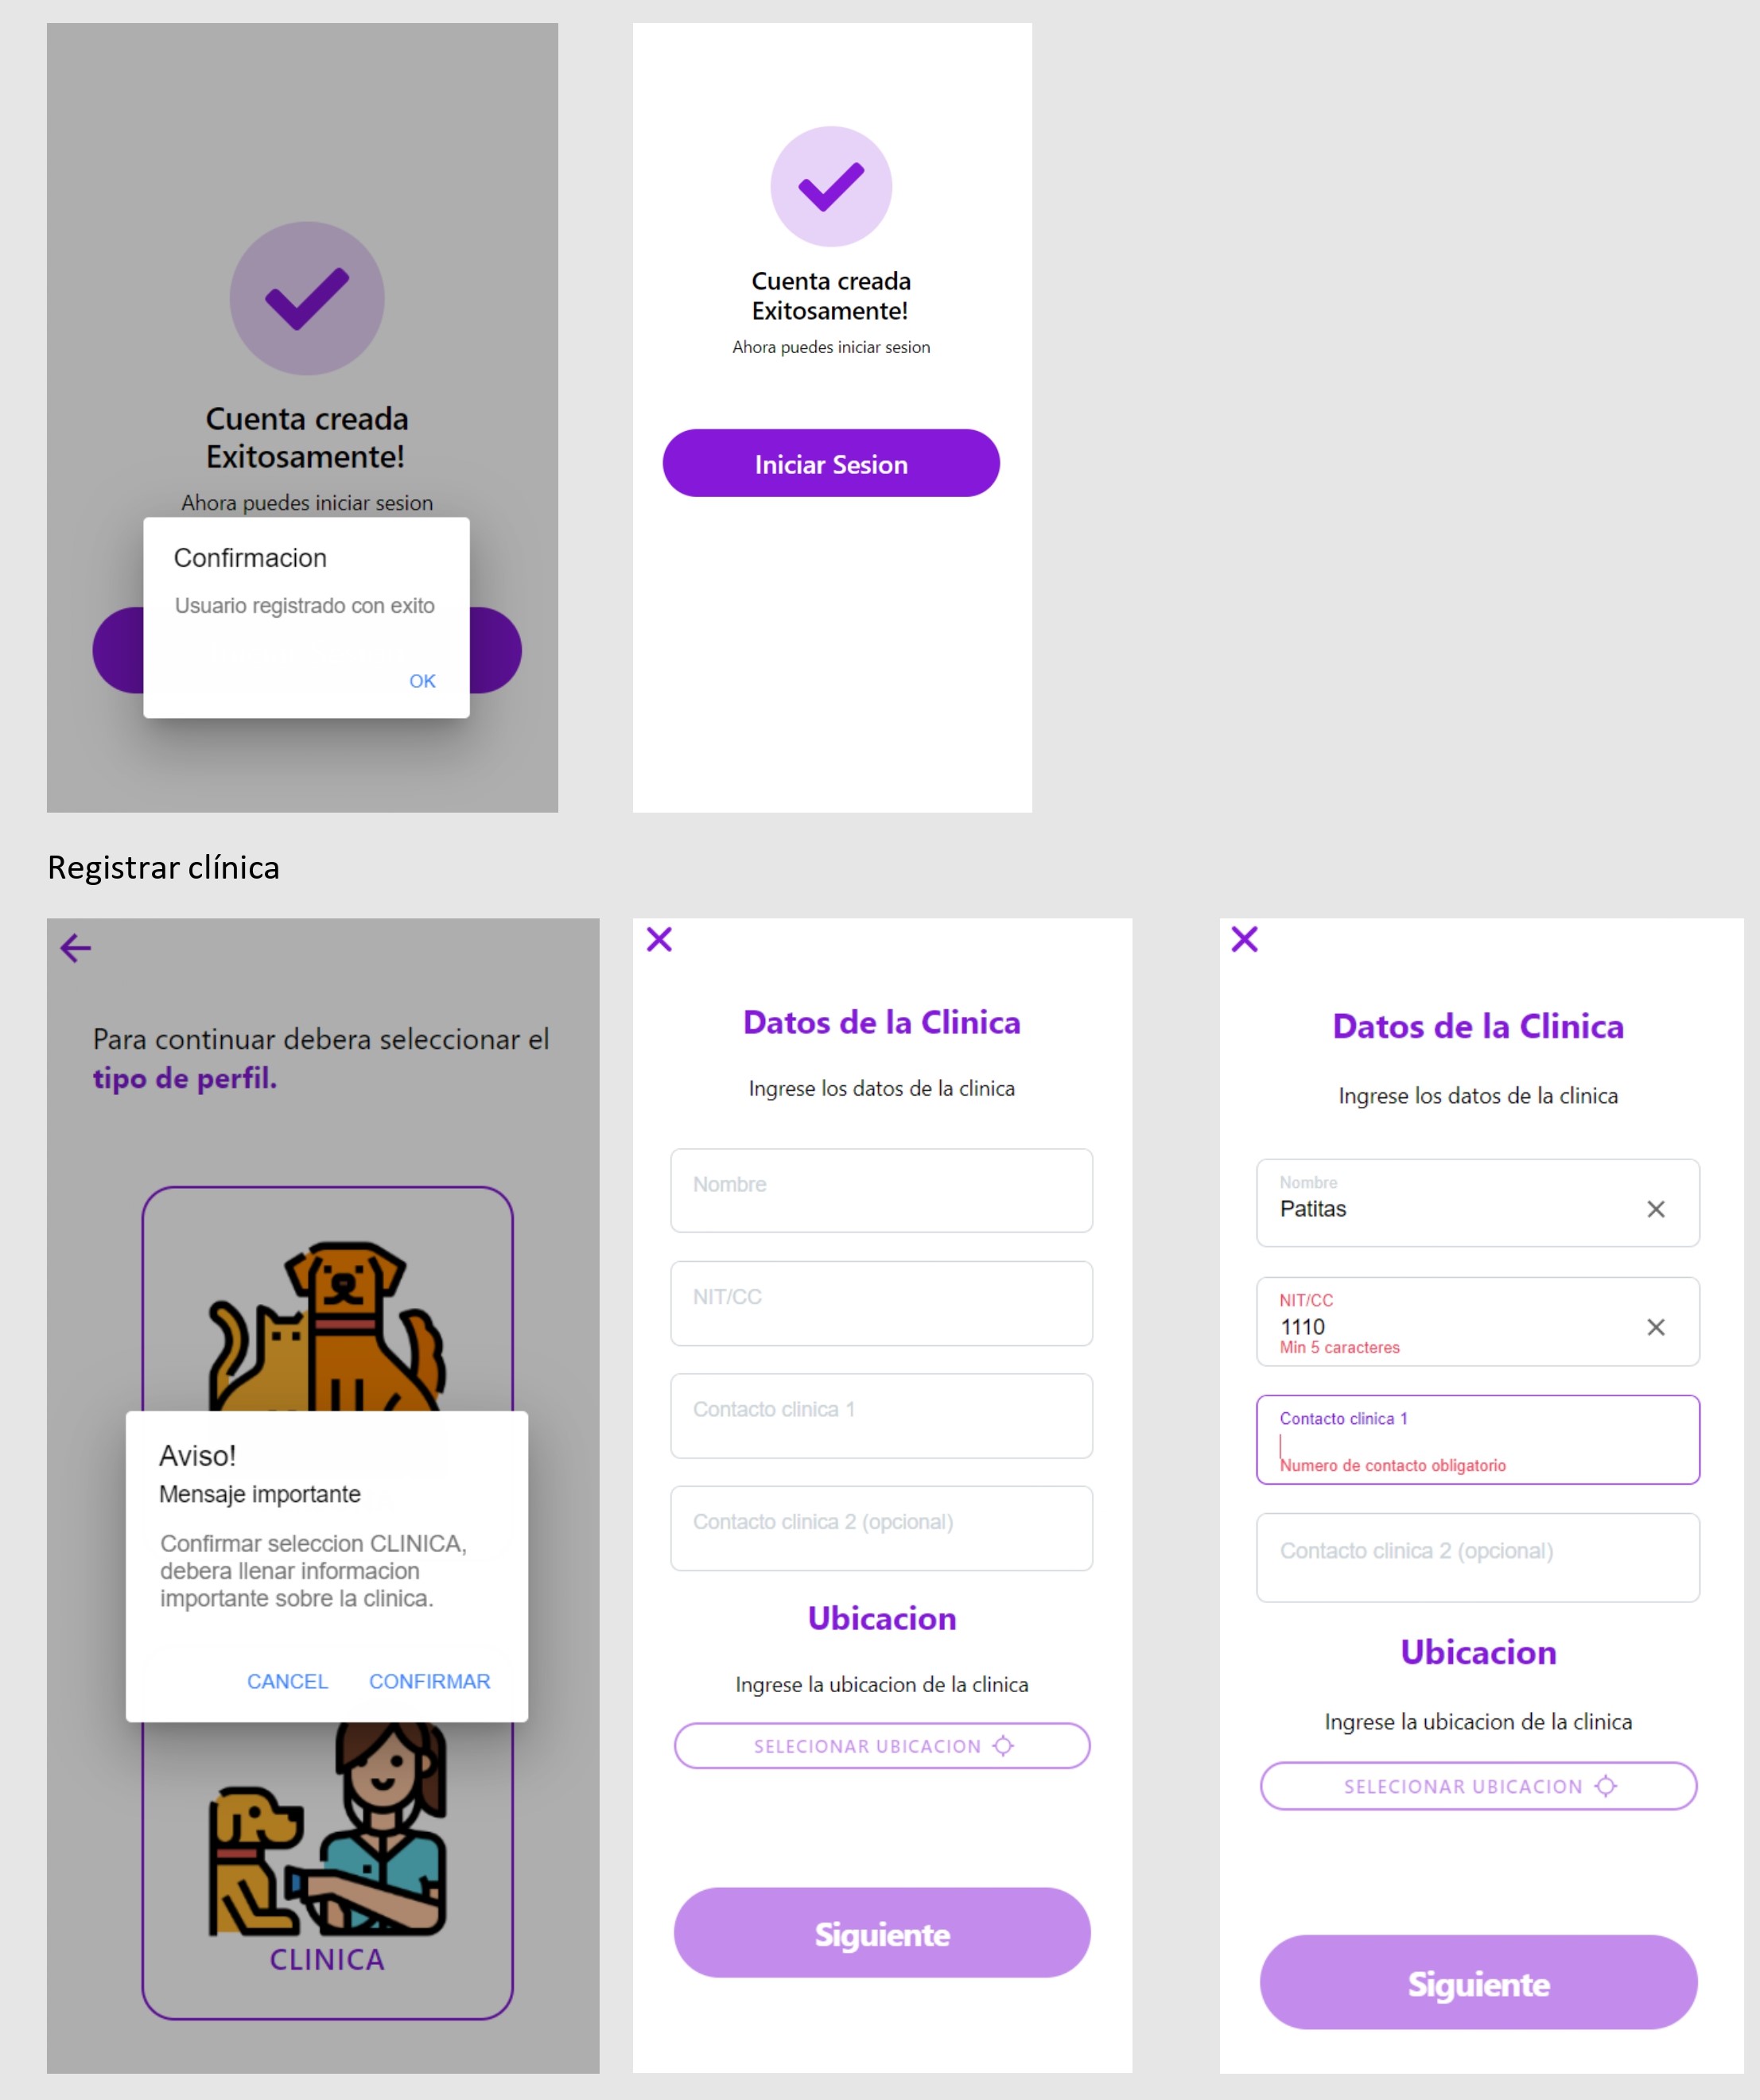 Cuenta creada
Exitosamente!
Ahora puedes iniciar sesion
Confirmacion
Usuario registrado con exito
OK
Cuenta creada
Exitosamente!
Ahora puedes iniciar sesion
Iniciar Sesion
Registrar clínica
Para continuar debera seleccionar el
tipo de perfil.
Aviso!
Mensaje importante
Confirmar seleccion CLINICA,
debera llenar informacion
importante sobre la clinica.
CANCEL CONFIRMAR
CLINICA
Datos de la Clinica
Ingrese los datos de la clinica
Nombre
NIT/CC
Contacto clinica 1
Contacto clinica 2 (opcional)
Ubicacion
Ingrese la ubicacion de la clinica
SELECIONAR UBICACION
Siguiente
Datos de la Clinica
Ingrese los datos de la clinica
Nombre
Patitas
NIT/CC
1110
Min 5 caracteres
Contacto clinica 1
Numero de contacto obligatorio
Contacto clinica 2 (opcional)
Ubicacion
Ingrese la ubicacion de la clinica
SELECIONAR UBICACION
Siguiente